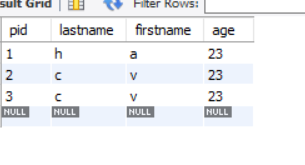 sult Grid Filter Rows:
pid lastname firstname age
1 h a 23
2 c v 23
3 c v 23
NULL NULL NULL NULL